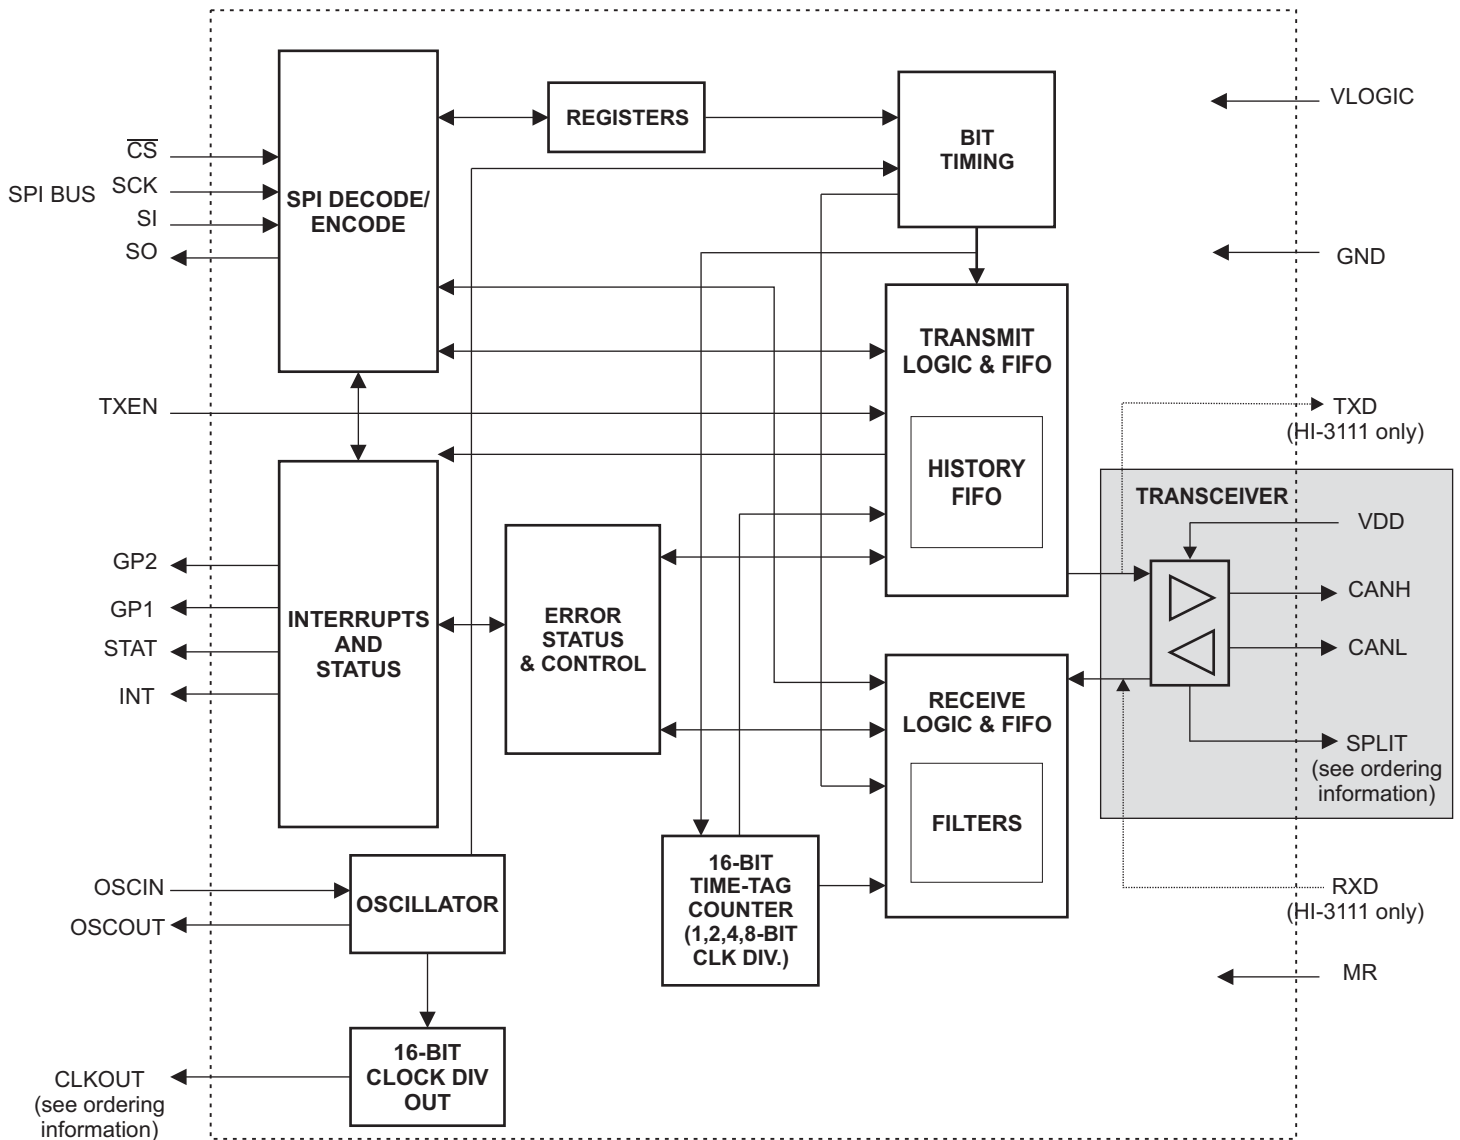 SPI BUS
CS
SCK
SI
SO
TXEN
GP2
GP1
STAT
INT
OSCIN
OSCOUT
CLKOUT
(see ordering
information)
SPI DECODE/
ENCODE
REGISTERS
BIT
TIMING
TRANSMIT
LOGIC & FIFO
HISTORY
FIFO
INTERRUPTS
AND
STATUS
ERROR
STATUS
& CONTROL
RECEIVE
LOGIC & FIFO
FILTERS
OSCILLATOR
16-BIT
TIME-TAG
COUNTER
(1,2,4,8-BIT
CLK DIV.)
16-BIT
CLOCK DIV
OUT
VLOGIC
GND
TXD
(HI-3111 only)
TRANSCEIVER
VDD
CANH
CANL
SPLIT
(see ordering
information)
RXD
(HI-3111 only)
MR